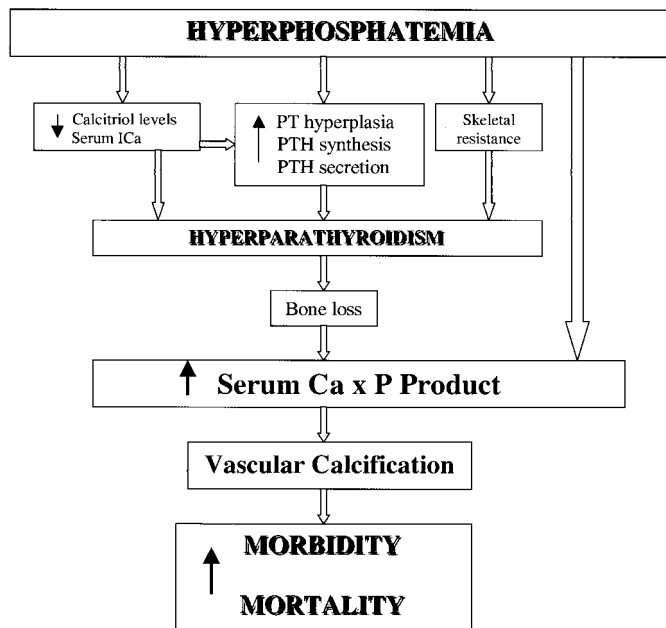 HYPERPHOSPHATEMIA
Calcitriol levels
Serum ICa
PT hyperplasia
PTH synthesis
PTH secretion
Skeletal
resistance
HYPERPARATHYROIDISM
Bone loss
Serum Ca x P Product
Vascular Calcification
MORBIDITY
MORTALITY